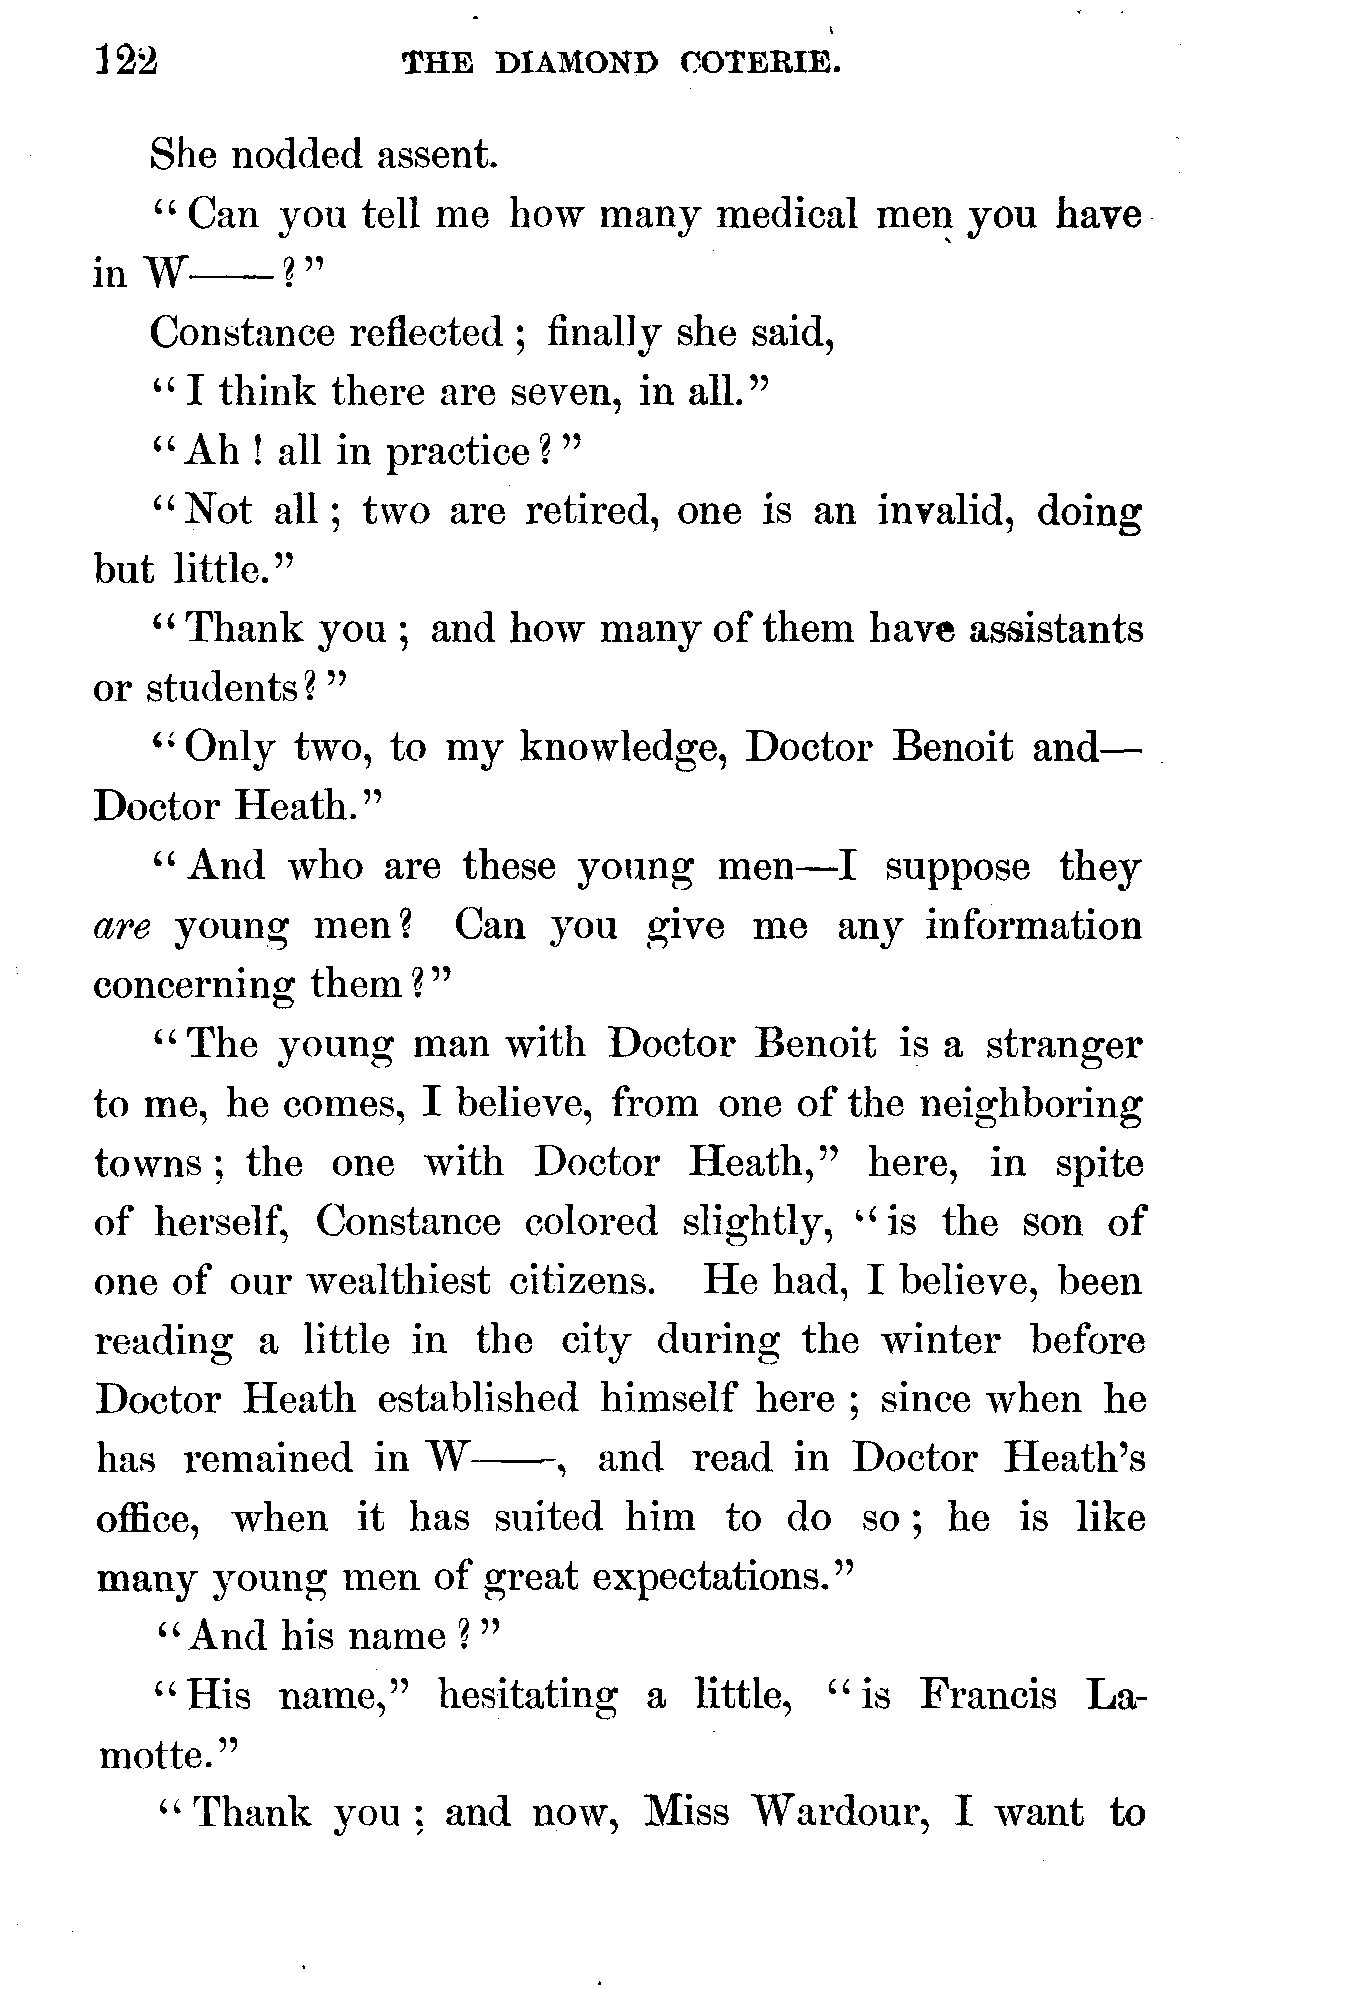 122 THE DIAMOND COTERIE.
She nodded assent.
“Can you tell me how many medical men you have
in W——?”
Constance reflected; finally she said,
“I think there are seven, in all.”
“Ah! all in practice?”
“Not all; two are retired, one is an invalid, doing
but little.”
“Thank you; and how many of them have assistants
or students?”
“Only two, to my knowledge, Doctor Benoit and—
Doctor Heath.”
“And who are these young men—I suppose they
are young men? Can you give me any information
concerning them?”
“The young man with Doctor Benoit is a stranger
to me, he comes, I believe, from one of the neighboring
towns; the one with Doctor Heath,” here, in spite
of herself, Constance colored slightly, “is the son of
one of our wealthiest citizens. He had, I believe, been
reading a little in the city during the winter before
Doctor Heath established himself here; since when he
has remained in W——, and read in Doctor Heath’s
office, when it has suited him to do so; he is like
many young men of great expectations.”
“And his name?”
“His name,” hesitating a little, “is Francis La-
motte.”
“Thank you; and now, Miss Wardour, I want to